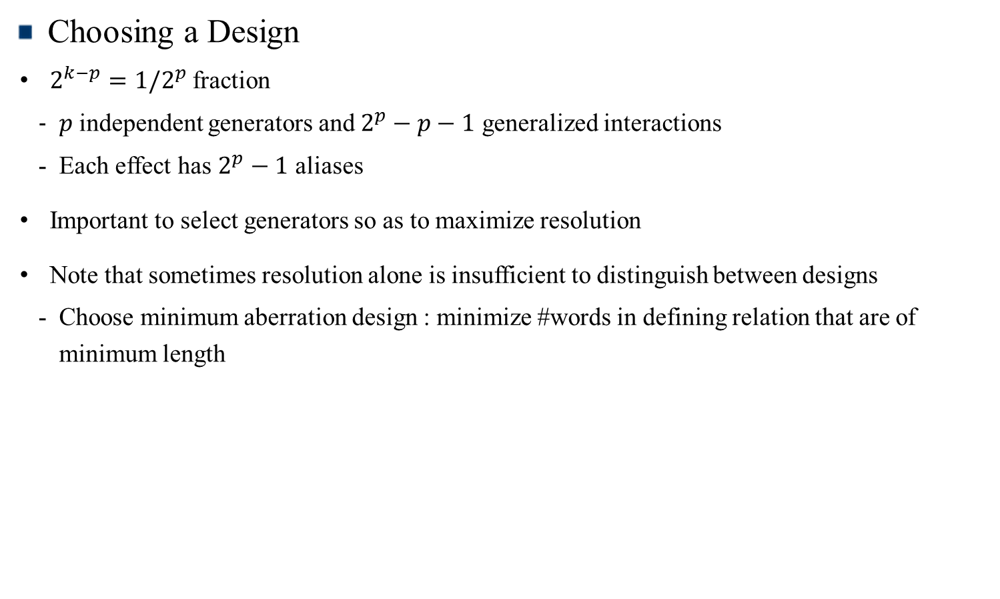 Choosing a Design
• 2^{k−p} = 1/2^p fraction
- p independent generators and 2^p − p − 1 generalized interactions
- Each effect has 2^p − 1 aliases
• Important to select generators so as to maximize resolution
• Note that sometimes resolution alone is insufficient to distinguish between designs
- Choose minimum aberration design : minimize #words in defining relation that are of
minimum length